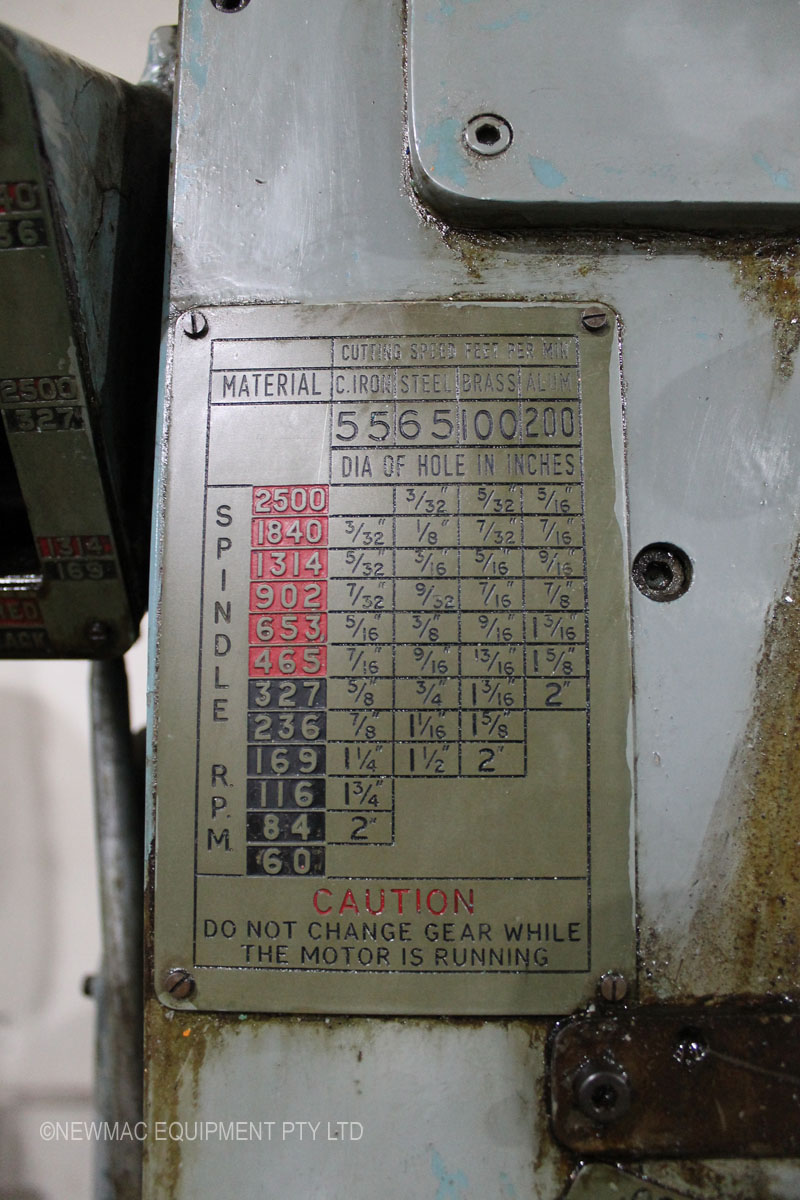 40
36
2500
327
1314
169
CUTTING SPEED FEET PER MIN
MATERIAL C.IRON STEEL BRASS ALUM
55 65 100 200
DIA OF HOLE IN INCHES
SPINDLE R.P.M.
2500 3/32" 5/32" 5/16"
1840 3/32" 1/8" 7/32" 7/16"
1314 5/32" 3/16" 5/16" 9/16"
902 7/32" 9/32" 7/16" 7/8"
653 5/16" 3/8" 9/16" 1 3/16"
465 7/16" 9/16" 13/16" 1 5/8"
327 5/8" 3/4" 1 3/16" 2"
236 7/8" 1 1/16" 1 5/8"
169 1 1/4" 1 1/2" 2"
116 1 3/4"
84 2"
60
CAUTION
DO NOT CHANGE GEAR WHILE
THE MOTOR IS RUNNING
©NEWMAC EQUIPMENT PTY LTD